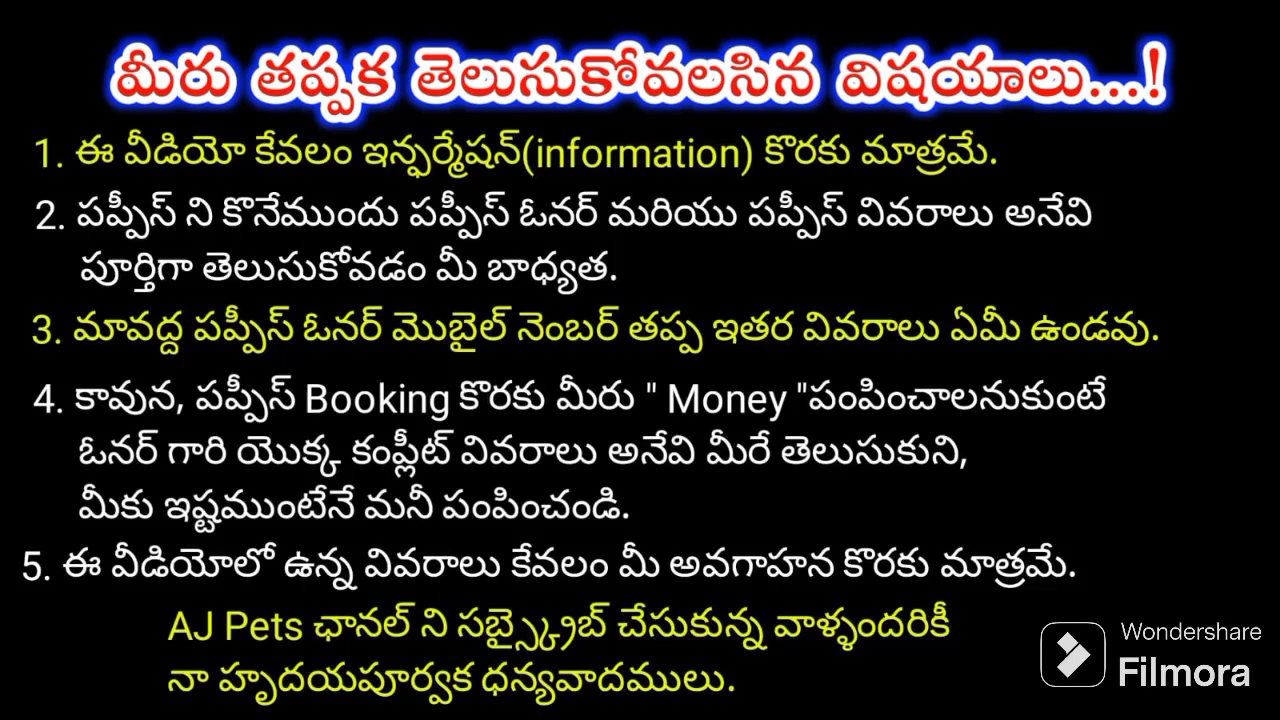 మీరు తప్పక తెలుసుకోవలసిన విషయాలు...!
1. ఈ వీడియో కేవలం ఇన్ఫర్మేషన్(information) కొరకు మాత్రమే.
2. పప్పీస్ ని కొనేముందు పప్పీస్ ఓనర్ మరియు పప్పీస్ వివరాలు అనేవి
పూర్తిగా తెలుసుకోవడం మీ బాధ్యత.
3. మావద్ద పప్పీస్ ఓనర్ మొబైల్ నెంబర్ తప్ప ఇతర వివరాలు ఏమీ ఉండవు.
4. కావున, పప్పీస్ Booking కొరకు మీరు " Money "పంపించాలనుకుంటే
ఓనర్ గారి యొక్క కంప్లీట్ వివరాలు అనేవి మీరే తెలుసుకుని,
మీకు ఇష్టముంటేనే మనీ పంపించండి.
5. ఈ వీడియోలో ఉన్న వివరాలు కేవలం మీ అవగాహన కొరకు మాత్రమే.
AJ Pets ఛానల్ ని సబ్స్క్రైబ్ చేసుకున్న వాళ్ళందరికీ
నా హృదయపూర్వక ధన్యవాదములు.
Wondershare
Filmora